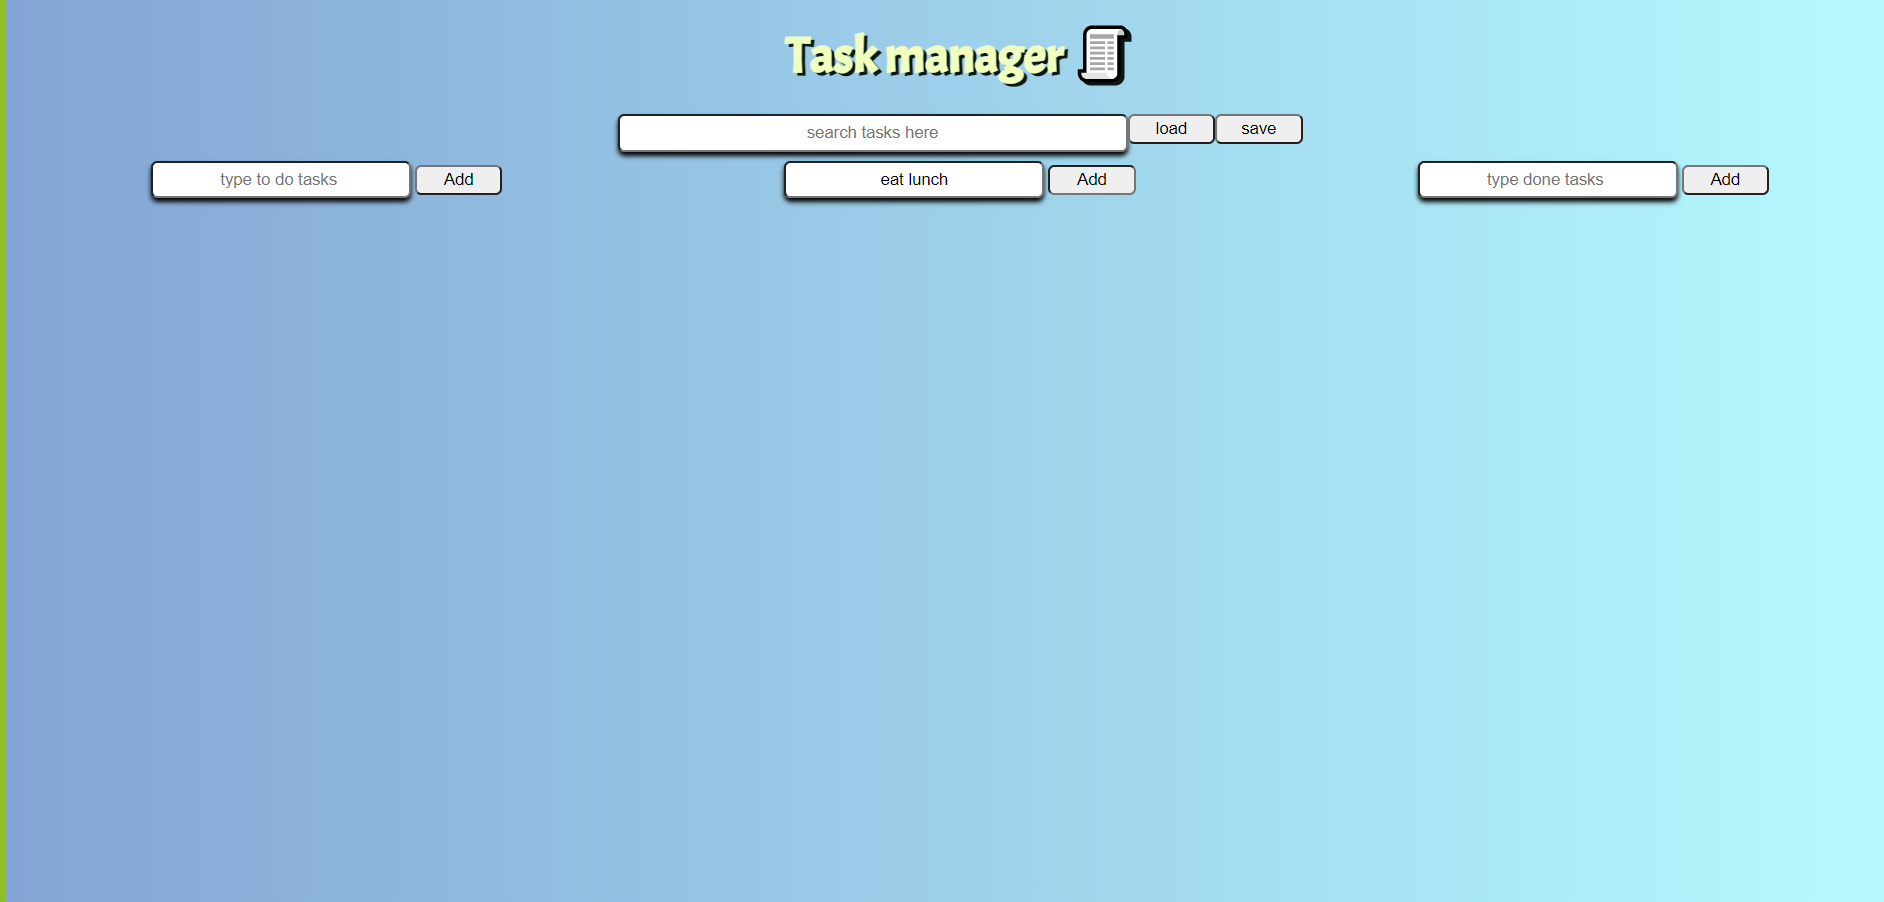 Task manager
search tasks here load save
type to do tasks Add eat lunch Add type done tasks Add